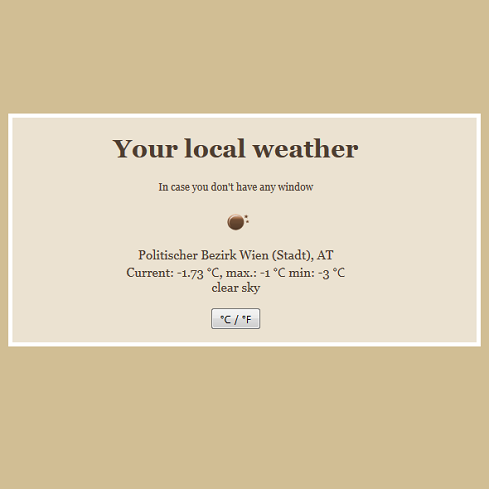 Your local weather
In case you don't have any window
Politischer Bezirk Wien (Stadt), AT
Current: -1.73 °C, max.: -1 °C min: -3 °C
clear sky
°C / °F